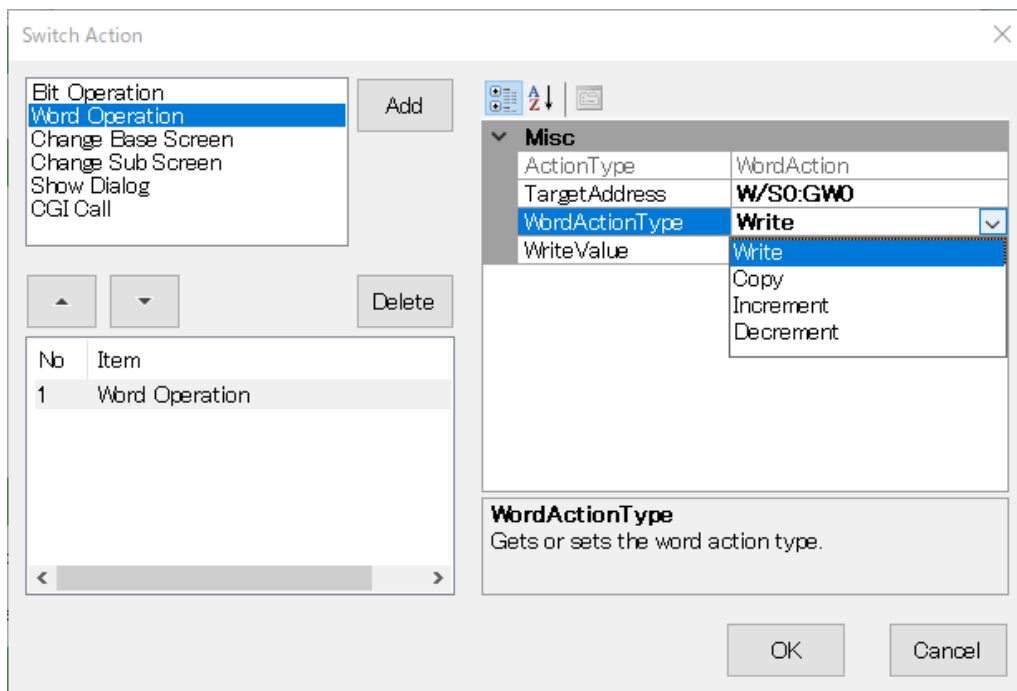 Switch Action
Bit Operation
Word Operation
Change Base Screen
Change Sub Screen
Show Dialog
CGI Call
Add
Delete
No Item
1 Word Operation
Misc
ActionType WordAction
TargetAddress W/S0:GW0
WordActionType Write
WriteValue
Write
Copy
Increment
Decrement
WordActionType
Gets or sets the word action type.
OK Cancel